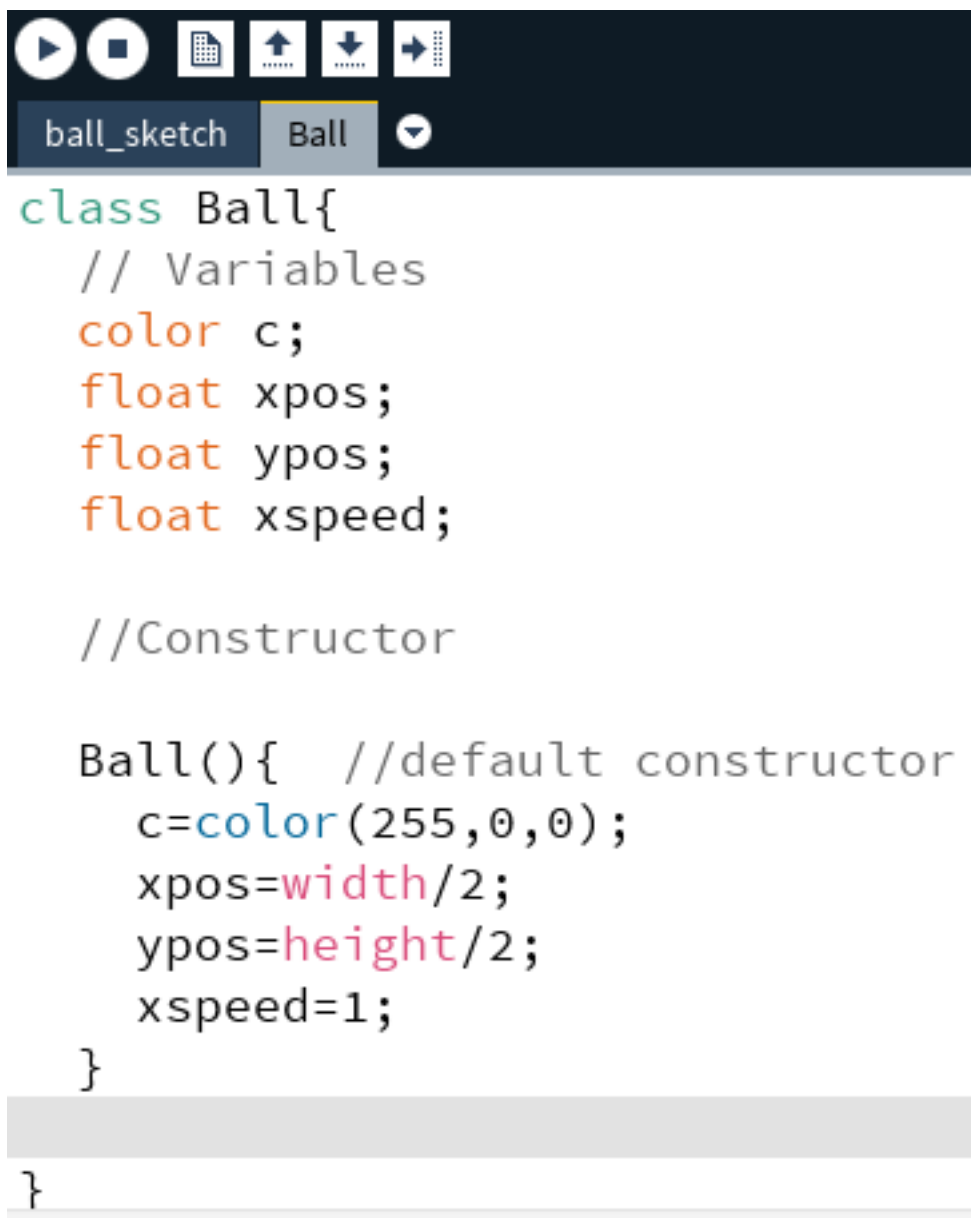 ball_sketch Ball
class Ball{
// Variables
color c;
float xpos;
float ypos;
float xspeed;
//Constructor
Ball(){ //default constructor
c=color(255,0,0);
xpos=width/2;
ypos=height/2;
xspeed=1;
}
}